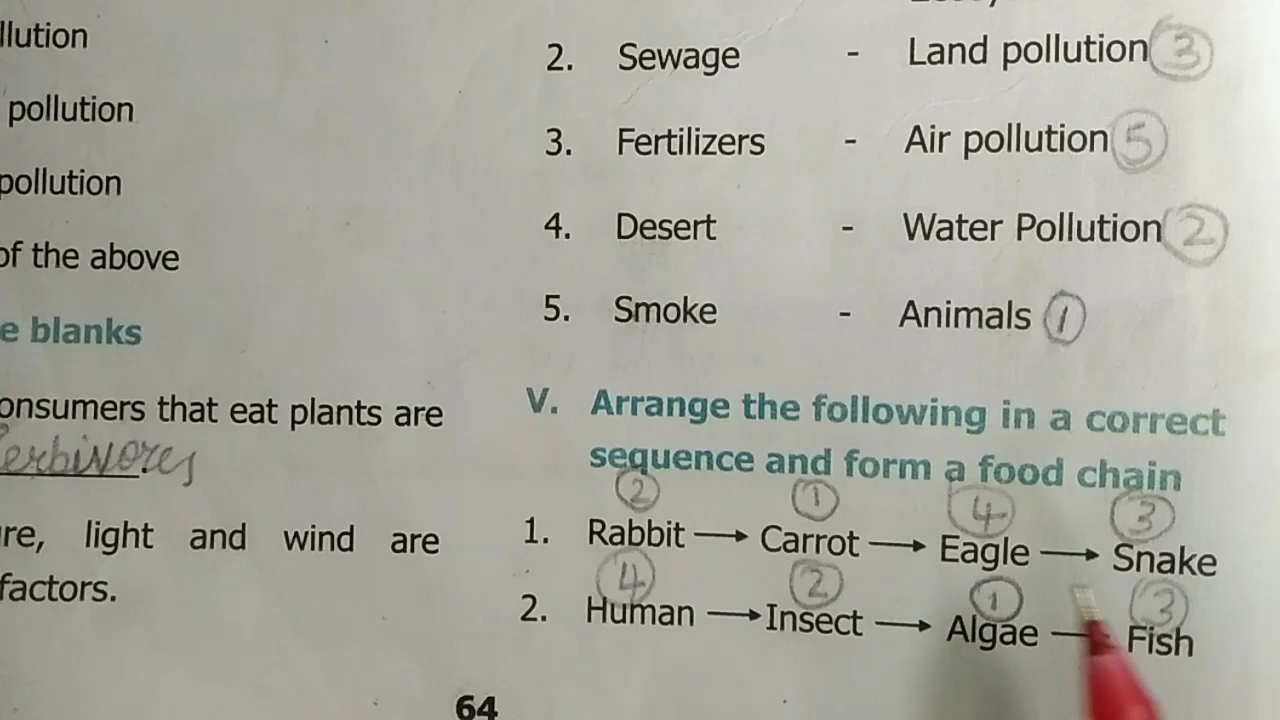 llution
pollution
pollution
of the above
e blanks
onsumers that eat plants are
erbivores
re, light and wind are
factors.
2. Sewage - Land pollution 3
3. Fertilizers - Air pollution 5
4. Desert - Water Pollution 2
5. Smoke - Animals 1
V. Arrange the following in a correct
sequence and form a food chain
2 1 4 3
1. Rabbit → Carrot → Eagle → Snake
4 2 1 3
2. Human → Insect → Algae → Fish
64